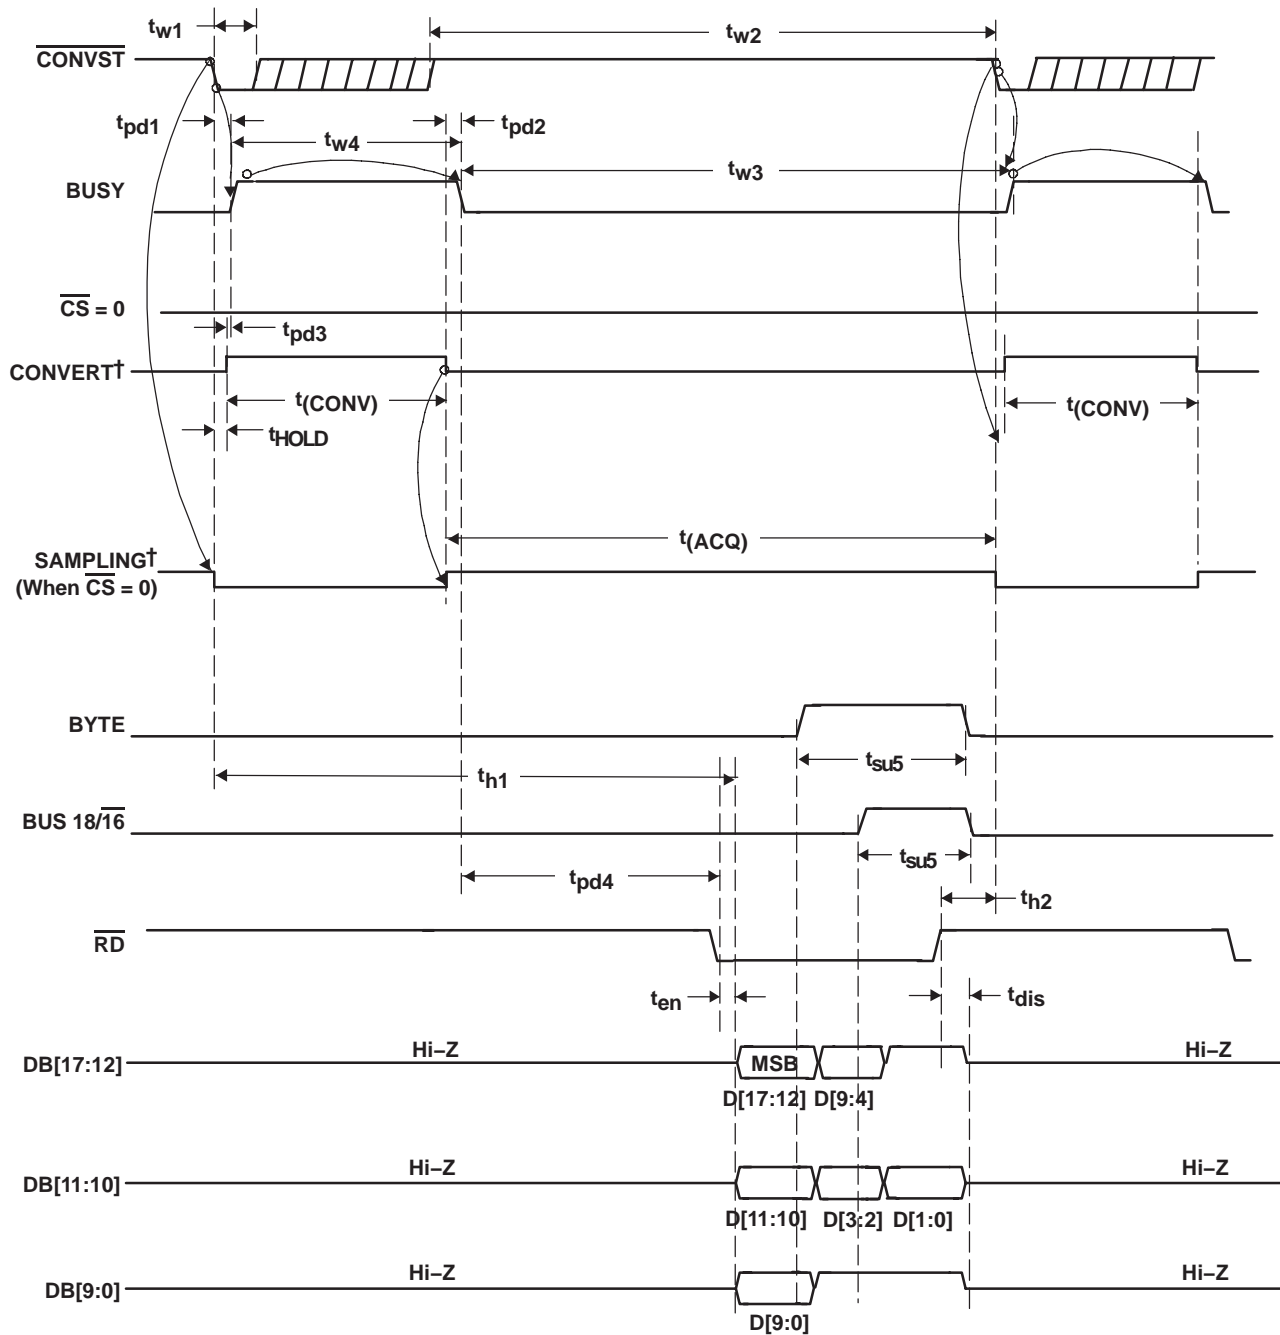 tw1
tw2
CONVST
tpd1
tw4
tpd2
tw3
BUSY
CS = 0
tpd3
CONVERT†
t(CONV)
t(CONV)
tHOLD
t(ACQ)
SAMPLING†
(When CS = 0)
BYTE
tsu5
th1
BUS 18/16
tsu5
tpd4
th2
RD
ten
tdis
Hi–Z
Hi–Z
DB[17:12]
MSB
D[17:12] D[9:4]
Hi–Z
Hi–Z
DB[11:10]
D[11:10] D[3:2] D[1:0]
Hi–Z
Hi–Z
DB[9:0]
D[9:0]